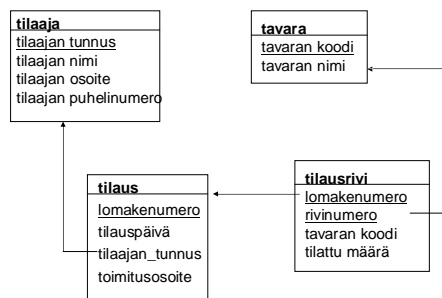 tilaaja
tilaajan tunnus
tilaajan nimi
tilaajan osoite
tilaajan puhelinumero
tavara
tavaran koodi
tavaran nimi
tilaus
lomakenumero
tilauspäivä
tilaajan_tunnus
toimitusosoite
tilausrivi
lomakenumero
rivinumero
tavaran koodi
tilattu määrä